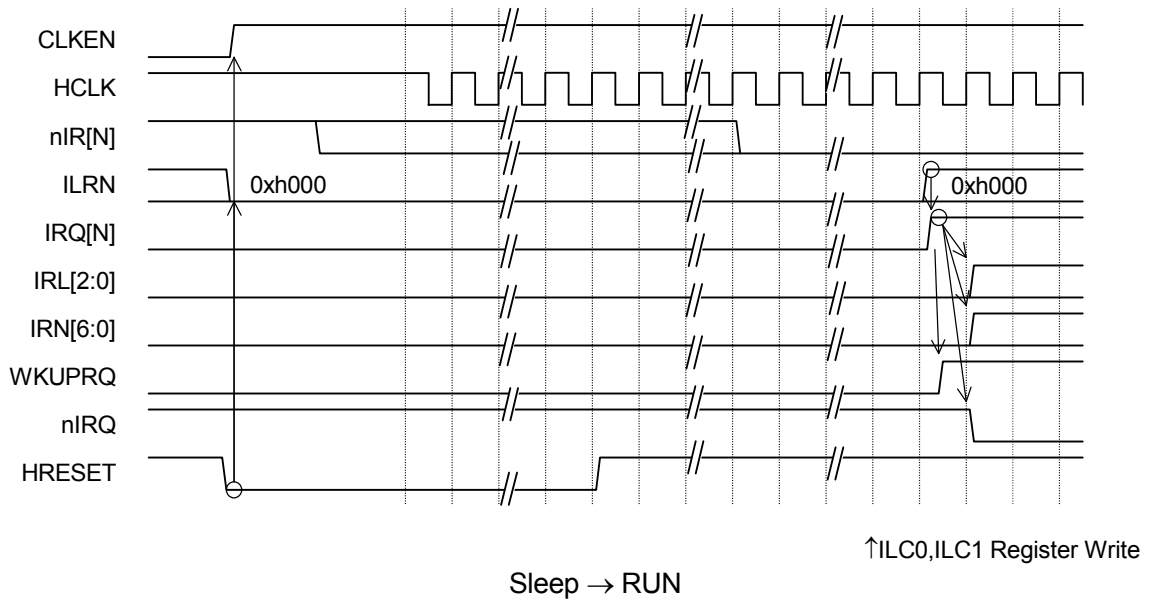 CLKEN
HCLK
nIR[N]
ILRN 0xh000 0xh000
IRQ[N]
IRL[2:0]
IRN[6:0]
WKUPRQ
nIRQ
HRESET
↑ILC0,ILC1 Register Write
Sleep → RUN